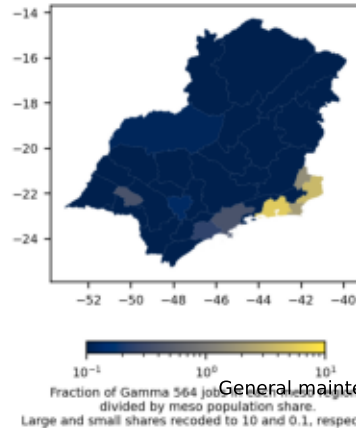 −14
−16
−18
−20
−22
−24
−52 −50 −48 −46 −44 −42 −40
10⁻¹ 10⁰ 10¹
Fraction of Gamma 564 jobs
General mainte
divided by meso population share.
Large and small shares recoded to 10 and 0.1, respec